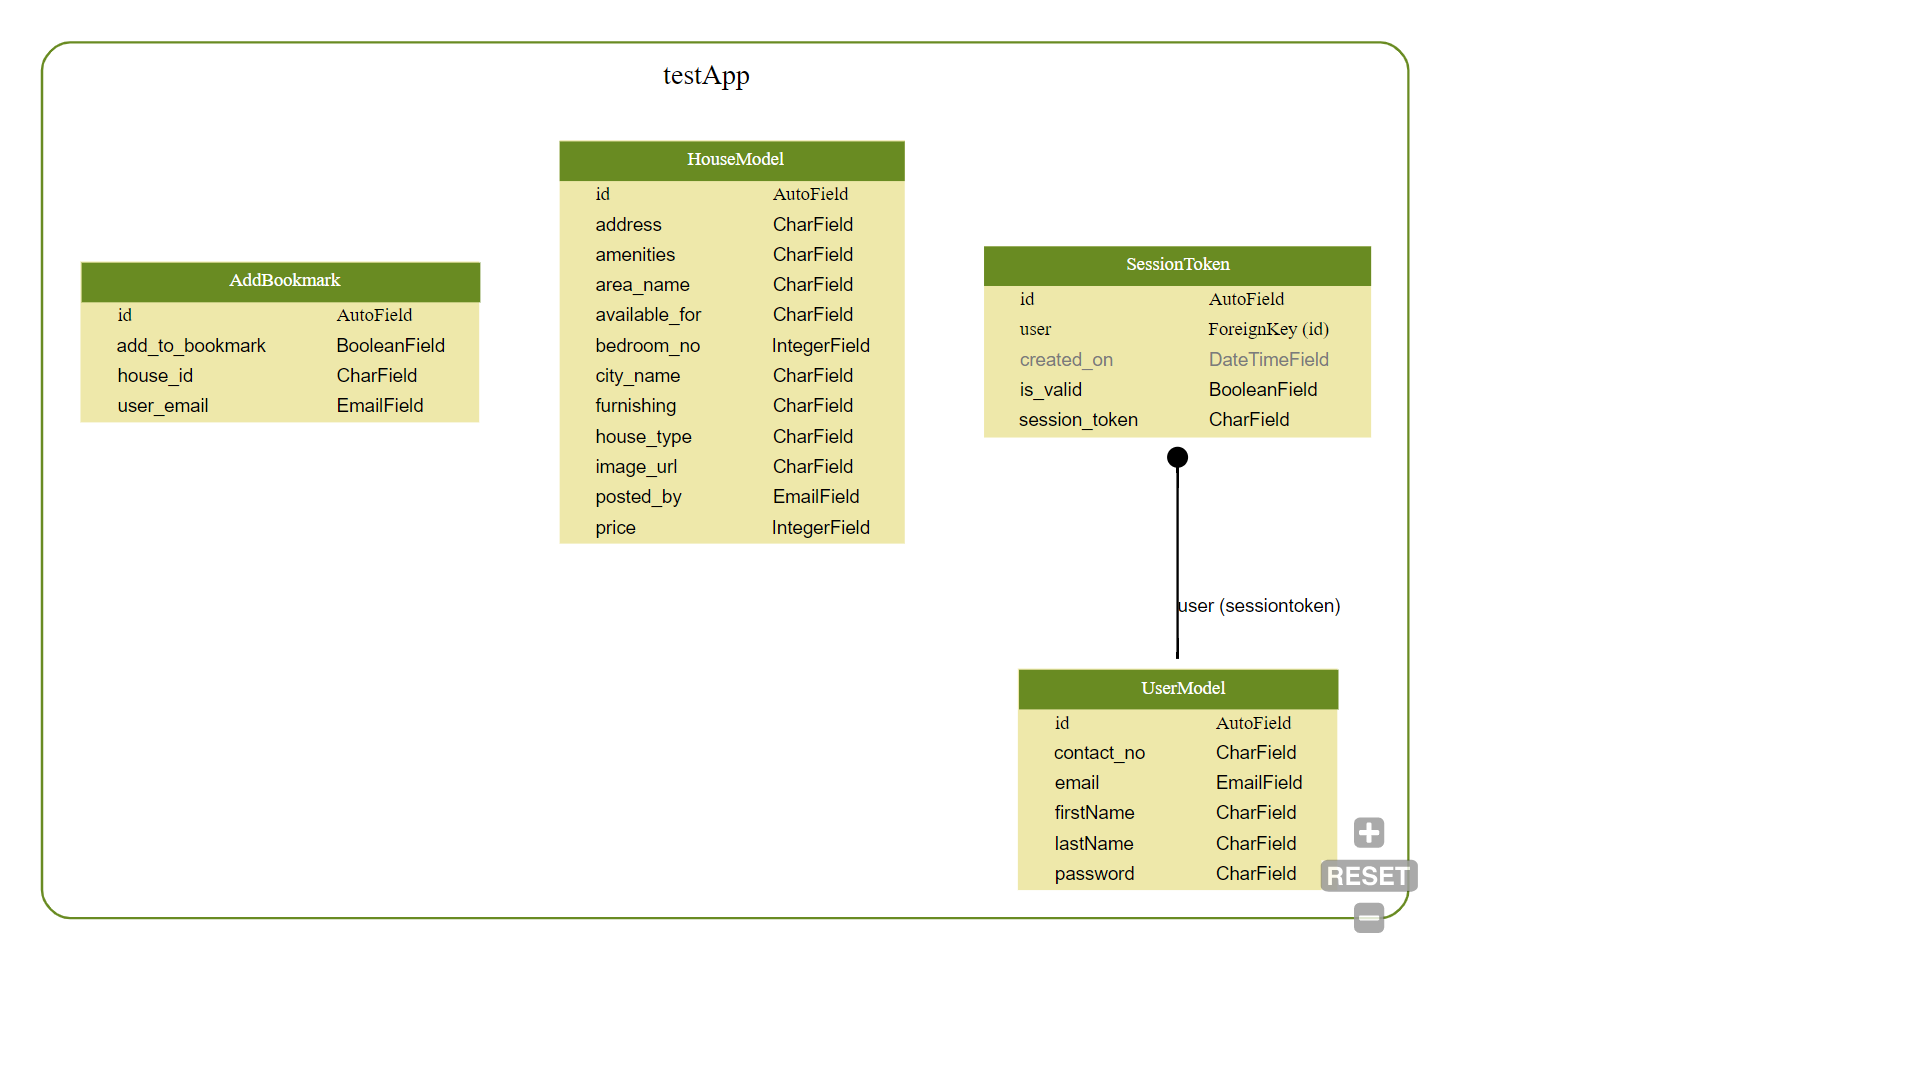 testApp
AddBookmark
id AutoField
add_to_bookmark BooleanField
house_id CharField
user_email EmailField
HouseModel
id AutoField
address CharField
amenities CharField
area_name CharField
available_for CharField
bedroom_no IntegerField
city_name CharField
furnishing CharField
house_type CharField
image_url CharField
posted_by EmailField
price IntegerField
SessionToken
id AutoField
user ForeignKey (id)
created_on DateTimeField
is_valid BooleanField
session_token CharField
user (sessiontoken)
UserModel
id AutoField
contact_no CharField
email EmailField
firstName CharField
lastName CharField
password CharField
RESET